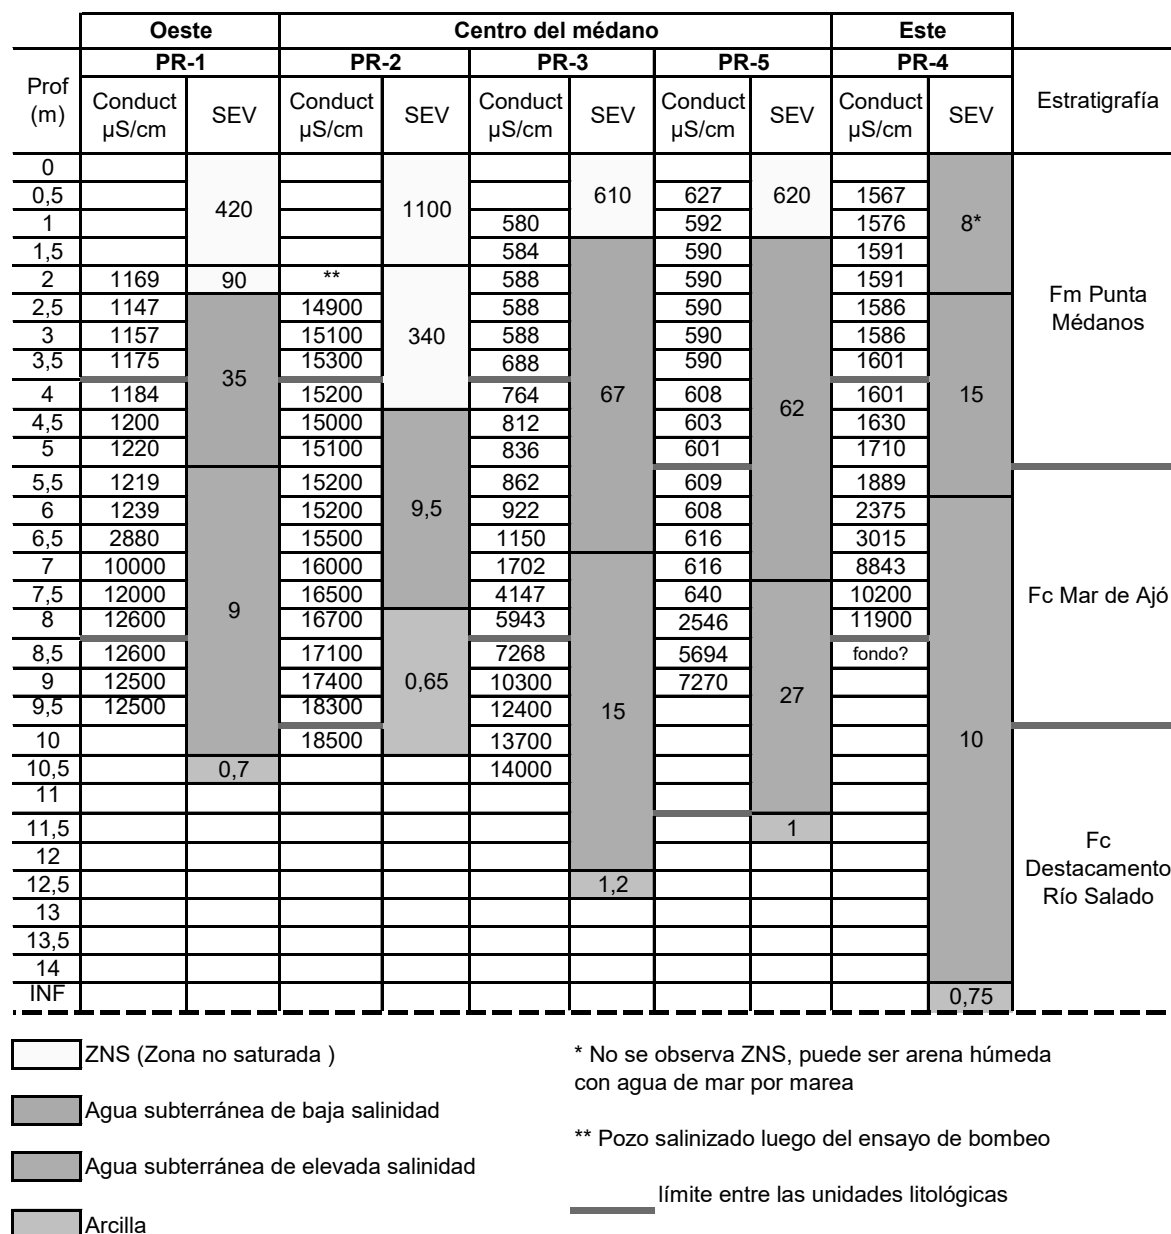 Oeste Centro del médano Este
PR-1 PR-2 PR-3 PR-5 PR-4
Prof (m) Conduct µS/cm SEV Conduct µS/cm SEV Conduct µS/cm SEV Conduct µS/cm SEV Conduct µS/cm SEV Estratigrafía
0
0,5 420 1100 610 627 620 1567
1 580 592 1576 8*
1,5 584 590 1591
2 1169 90 ** 588 590 1591
2,5 1147 14900 588 590 1586 Fm Punta
3 1157 15100 340 588 590 1586 Médanos
3,5 1175 15300 688 590 1601
4 1184 35 15200 764 67 608 62 1601 15
4,5 1200 15000 812 603 1630
5 1220 15100 836 601 1710
5,5 1219 15200 862 609 1889
6 1239 15200 9,5 922 608 2375
6,5 2880 15500 1150 616 3015
7 10000 16000 1702 616 8843
7,5 12000 16500 4147 640 10200 Fc Mar de Ajó
8 12600 9 16700 5943 2546 11900
8,5 12600 17100 7268 5694 fondo?
9 12500 17400 0,65 10300 7270 27
9,5 12500 18300 12400 15
10 18500 13700 10
10,5 0,7 14000
11
11,5 1
12 Fc
12,5 1,2 Destacamento
13 Río Salado
13,5
14
INF 0,75
ZNS (Zona no saturada )
Agua subterránea de baja salinidad
Agua subterránea de elevada salinidad
Arcilla
* No se observa ZNS, puede ser arena húmeda
con agua de mar por marea
** Pozo salinizado luego del ensayo de bombeo
límite entre las unidades litológicas